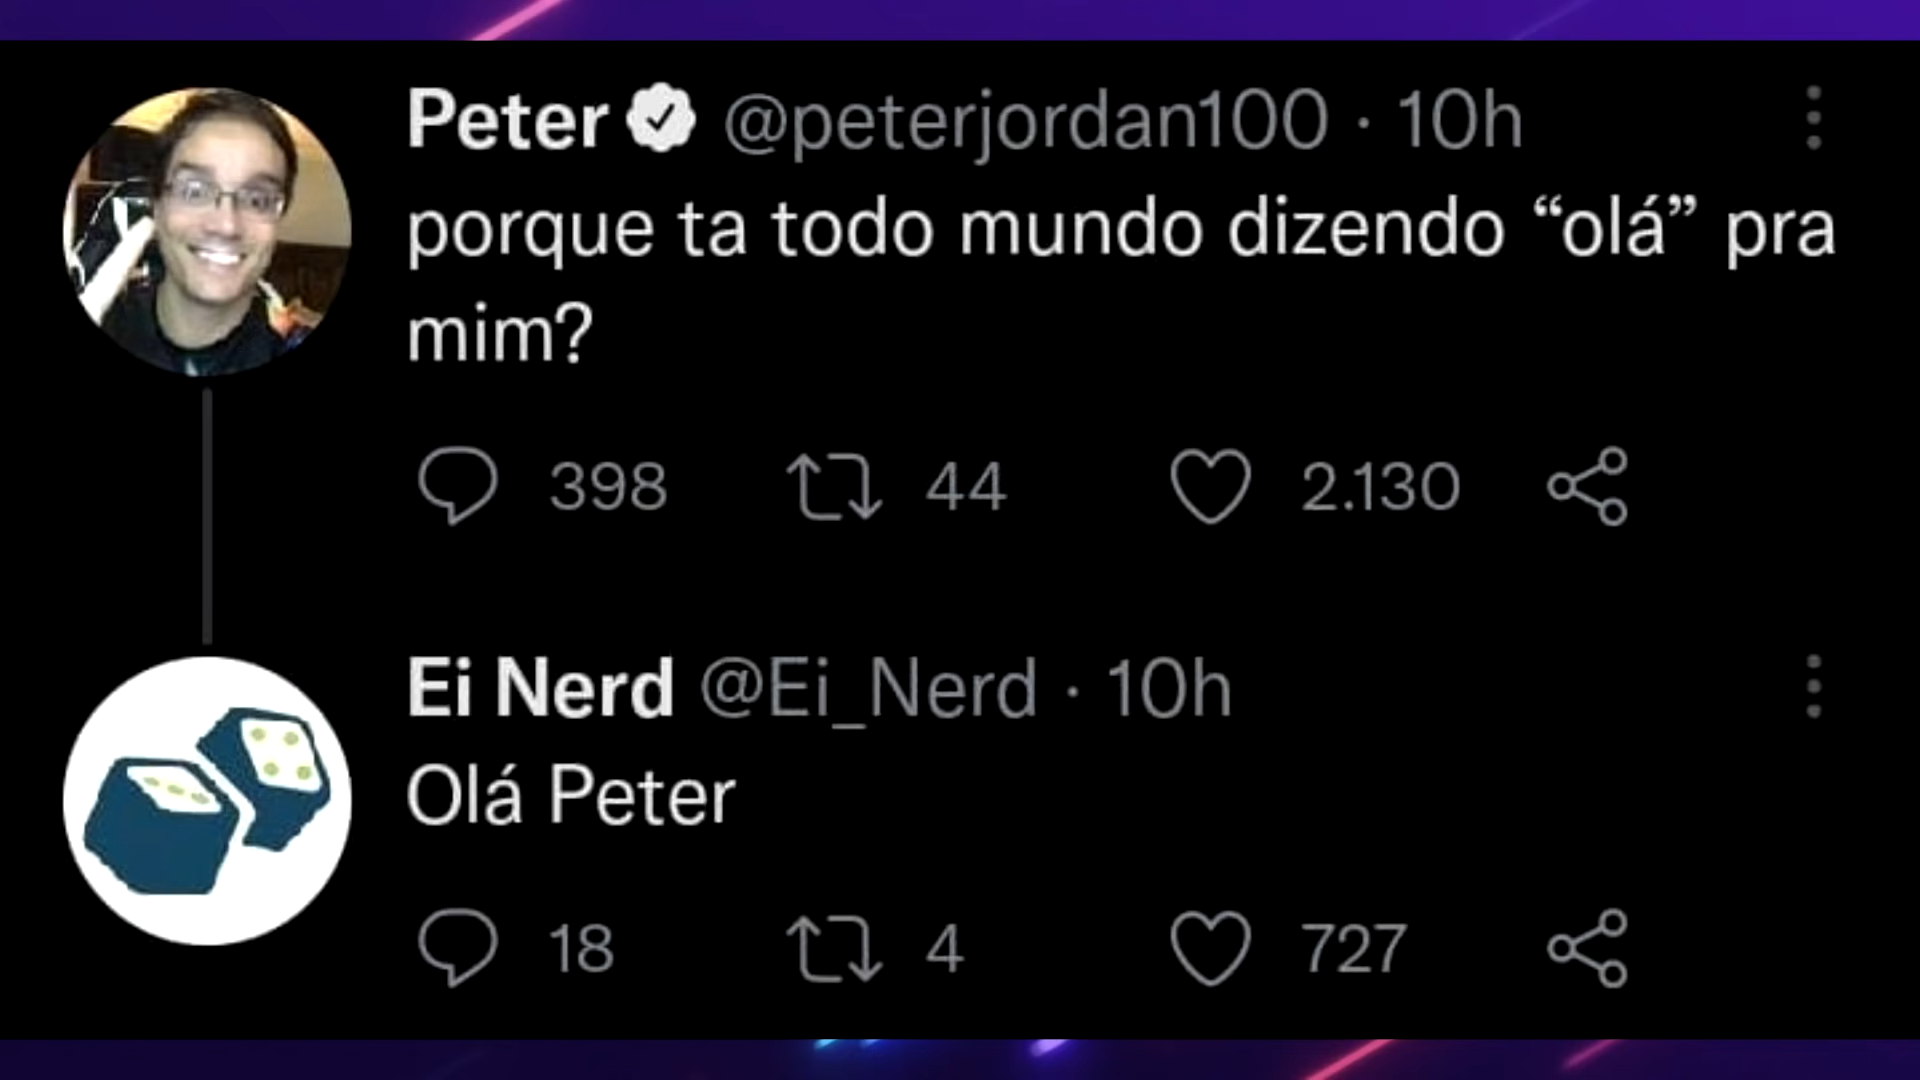 Peter @peterjordan100 · 10h
porque ta todo mundo dizendo “olá” pra
mim?
398 44 2.130
Ei Nerd @Ei_Nerd · 10h
Olá Peter
18 4 727